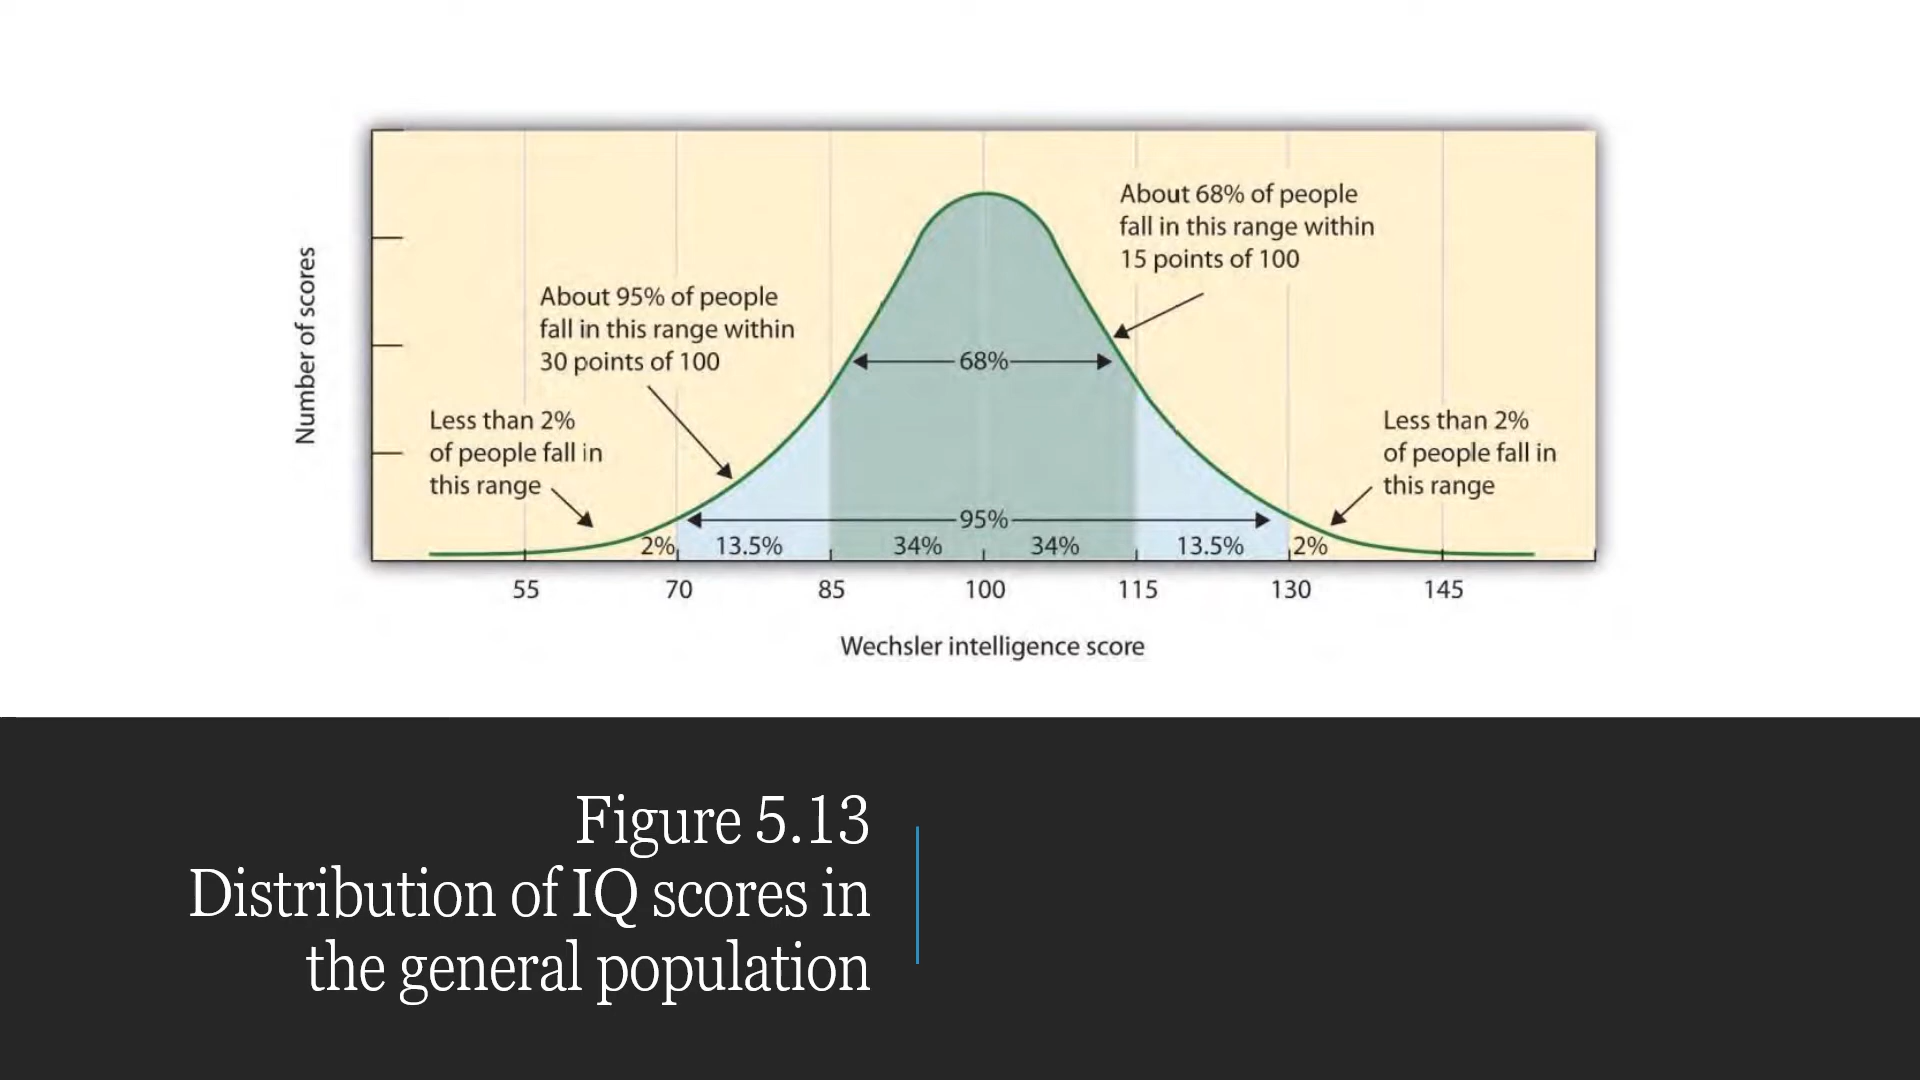 About 68% of people
fall in this range within
15 points of 100
About 95% of people
fall in this range within
30 points of 100
Less than 2%
of people fall in
this range
Less than 2%
of people fall in
this range
Number of scores
68%
95%
2% 13.5% 34% 34% 13.5% 2%
55 70 85 100 115 130 145
Wechsler intelligence score
Figure 5.13
Distribution of IQ scores in
the general population